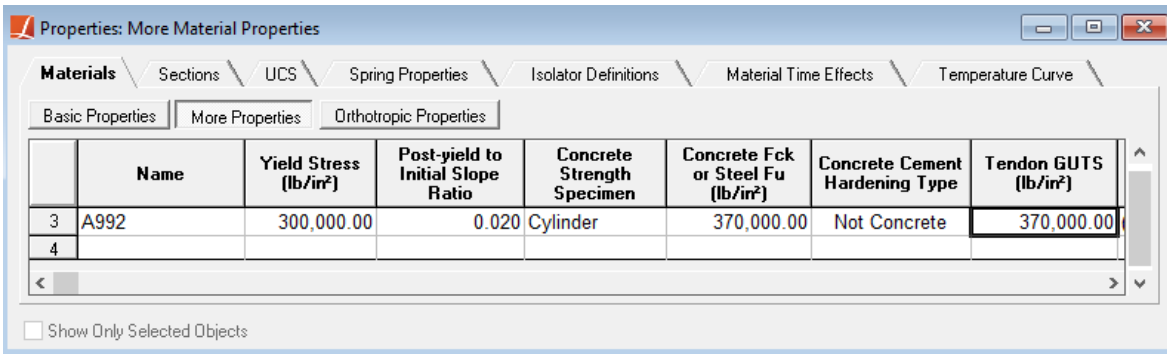 Properties: More Material Properties
Materials Sections UCS Spring Properties Isolator Definitions Material Time Effects Temperature Curve
Basic Properties More Properties Orthotropic Properties
Name Yield Stress (lb/in²) Post-yield to Initial Slope Ratio Concrete Strength Specimen Concrete Fck or Steel Fu (lb/in²) Concrete Cement Hardening Type Tendon GUTS (lb/in²)
3 A992 300,000.00 0.020 Cylinder 370,000.00 Not Concrete 370,000.00
4
Show Only Selected Objects